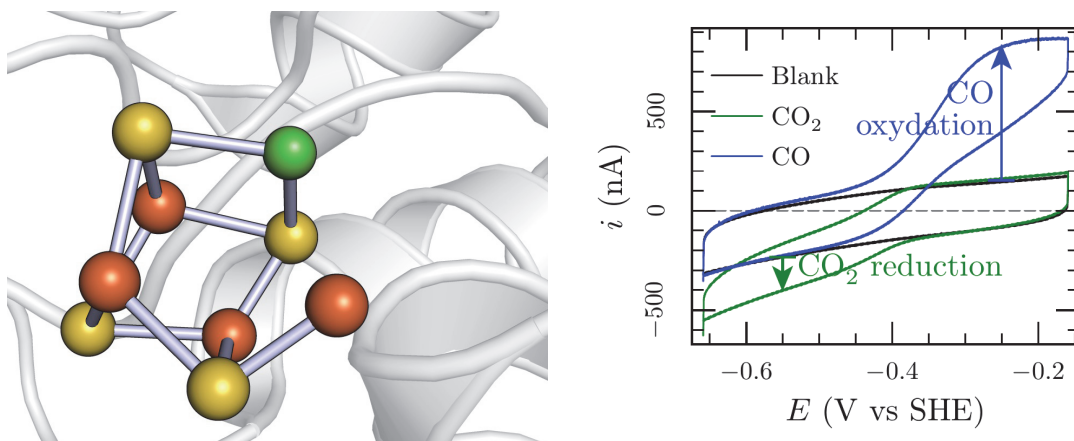 Blank
CO₂
CO
CO
oxydation
CO₂ reduction
500
0
−500
i (nA)
−0.6
−0.4
−0.2
E (V vs SHE)